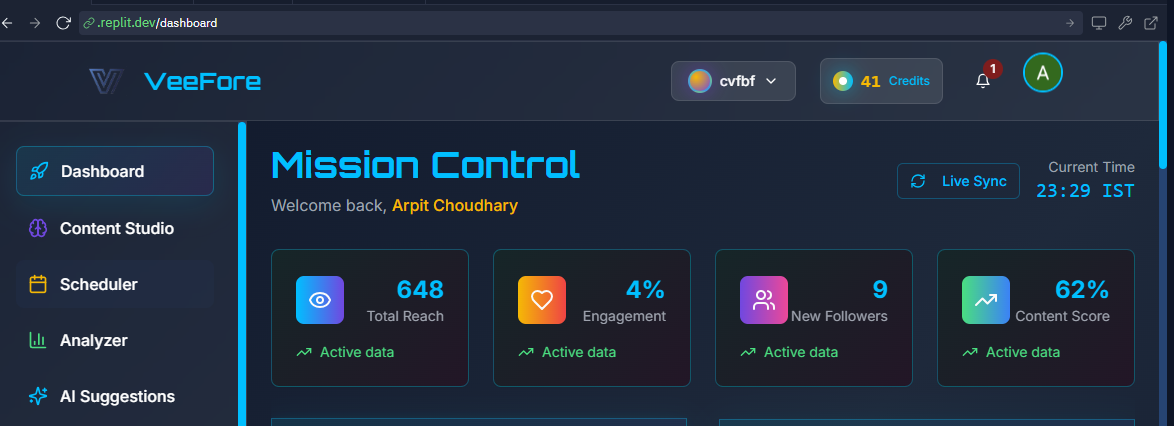 .replit.dev/dashboard
VeeFore
cvfbf
41 Credits
1
A
Dashboard
Content Studio
Scheduler
Analyzer
AI Suggestions
Mission Control
Welcome back, Arpit Choudhary
Live Sync
Current Time
23:29 IST
648
Total Reach
Active data
4%
Engagement
Active data
9
New Followers
Active data
62%
Content Score
Active data